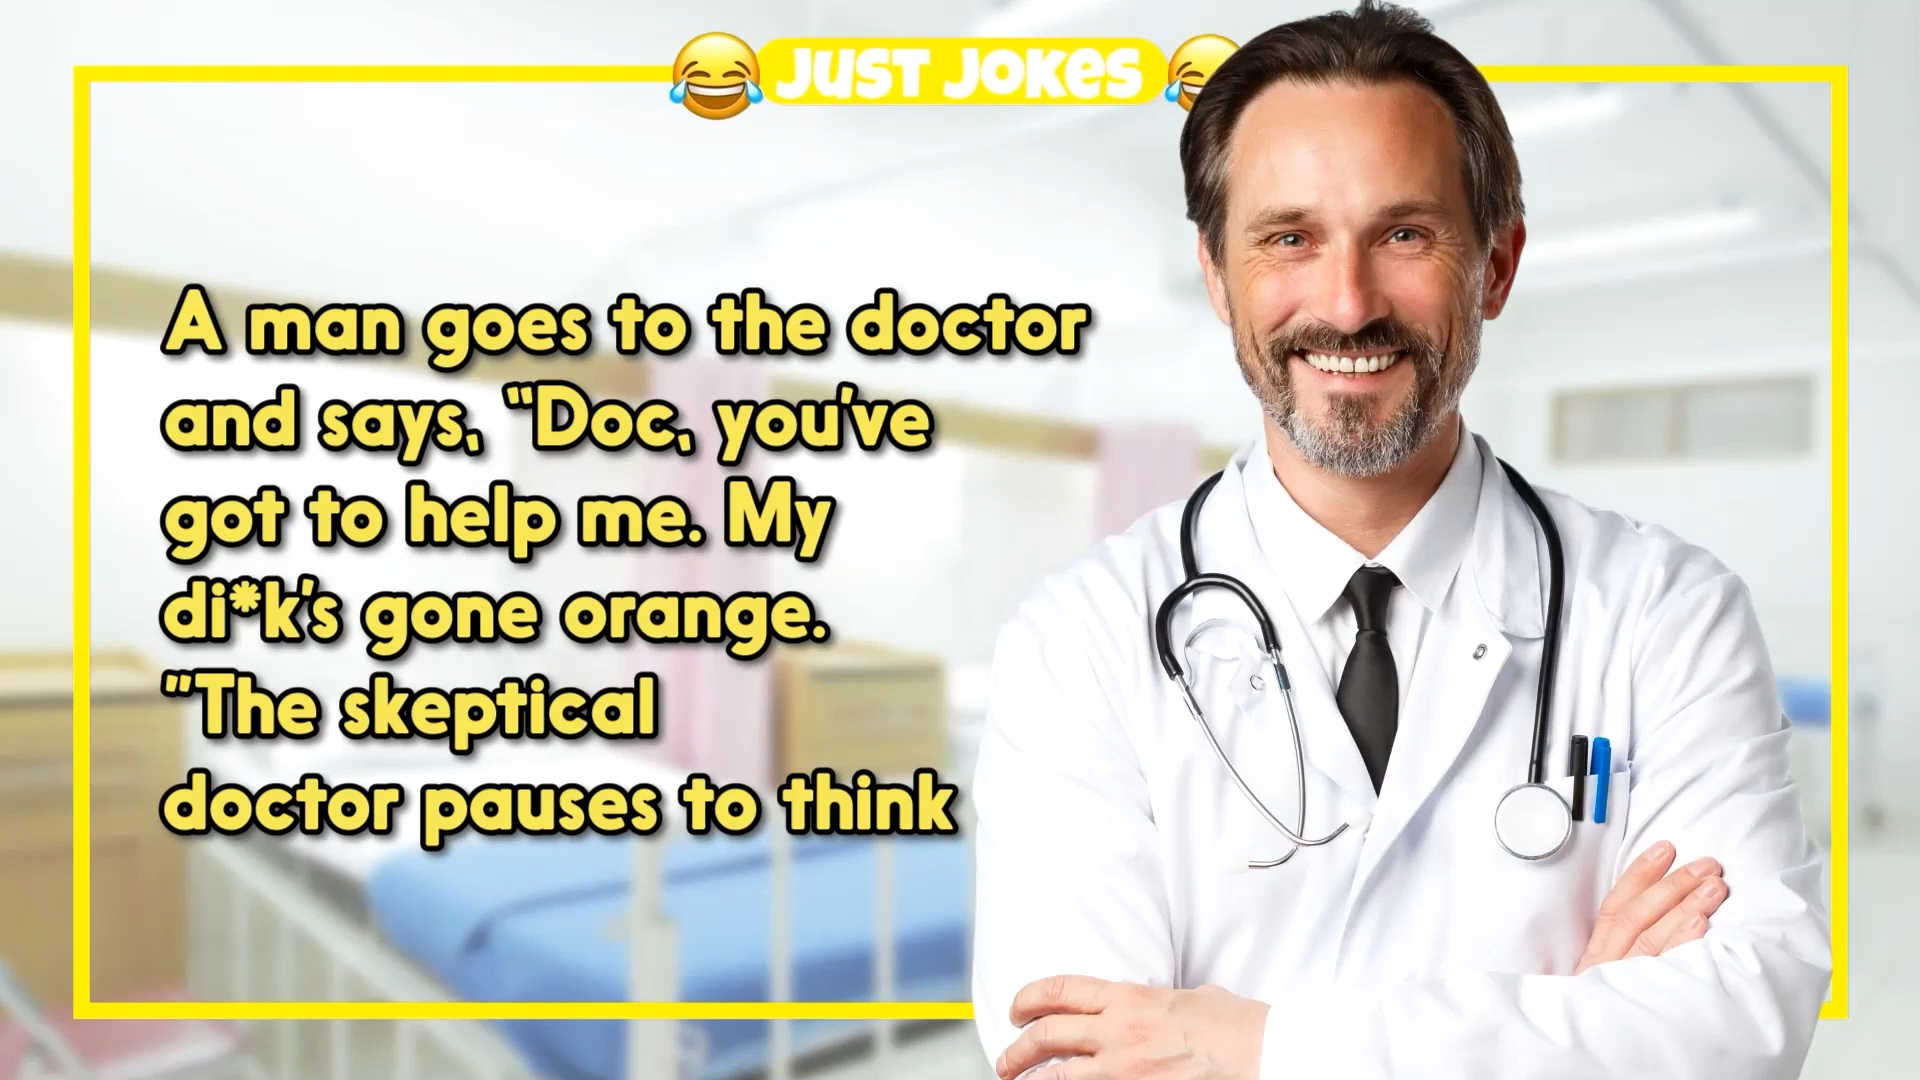 JUST JOKES
A man goes to the doctor
and says, "Doc, you've
got to help me. My
di*k's gone orange.
"The skeptical
doctor pauses to think